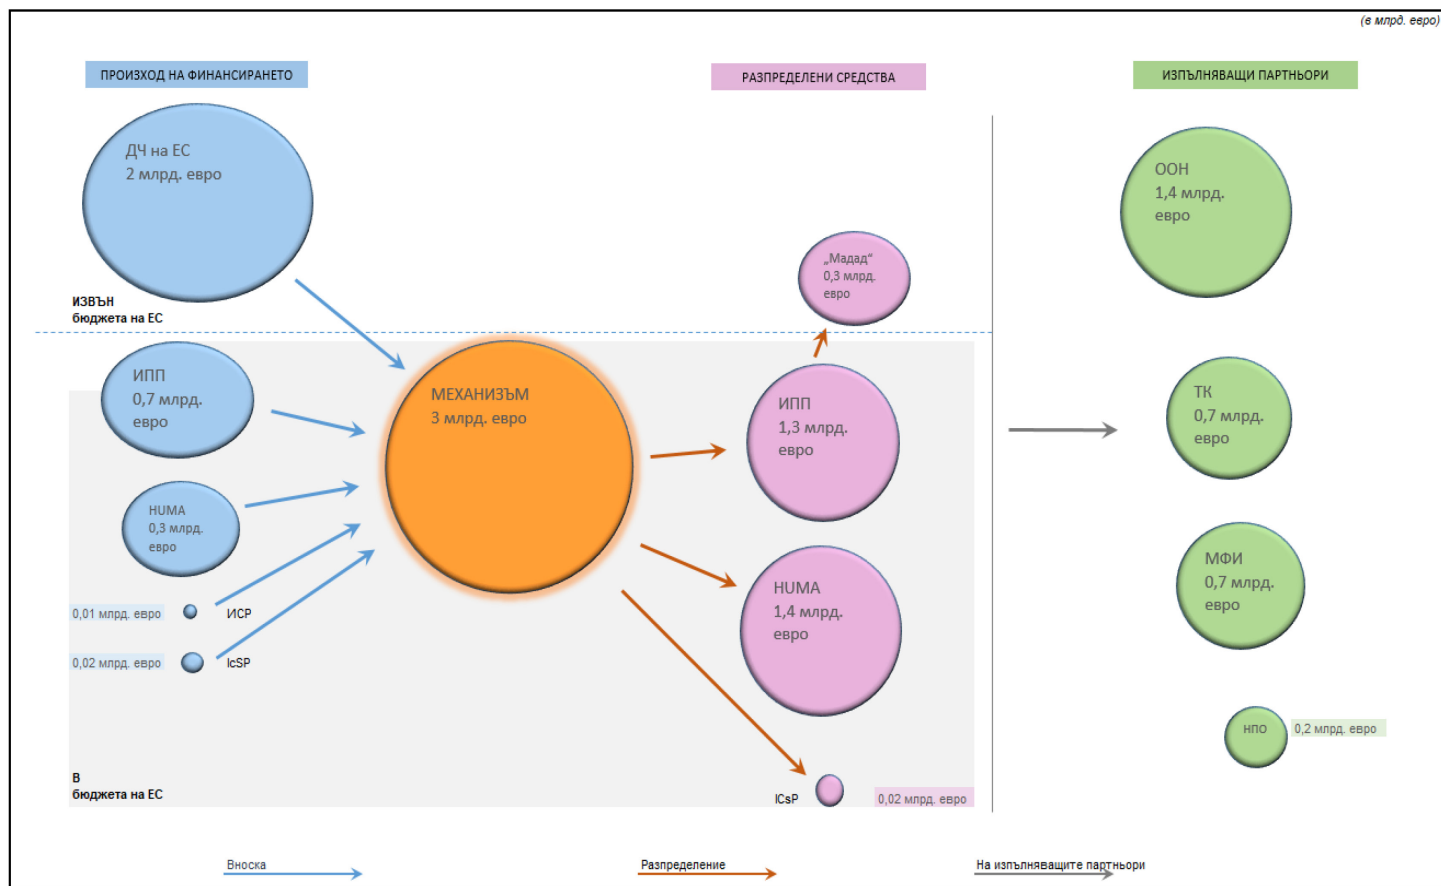 (в млрд. евро)
ПРОИЗХОД НА ФИНАНСИРАНЕТО
РАЗПРЕДЕЛЕНИ СРЕДСТВА
ИЗПЪЛНЯВАЩИ ПАРТНЬОРИ
ДЧ на ЕС
2 млрд. евро
ИЗВЪН
бюджета на ЕС
ИПП
0,7 млрд.
евро
HUMA
0,3 млрд.
евро
0,01 млрд. евро
ИСР
0,02 млрд. евро
IcSP
В
бюджета на ЕС
МЕХАНИЗЪМ
3 млрд. евро
„Мадад“
0,3 млрд.
евро
ИПП
1,3 млрд.
евро
HUMA
1,4 млрд.
евро
ICsP
0,02 млрд. евро
ООН
1,4 млрд.
евро
ТК
0,7 млрд.
евро
МФИ
0,7 млрд.
евро
НПО
0,2 млрд. евро
Вноска
Разпределение
На изпълняващите партньори